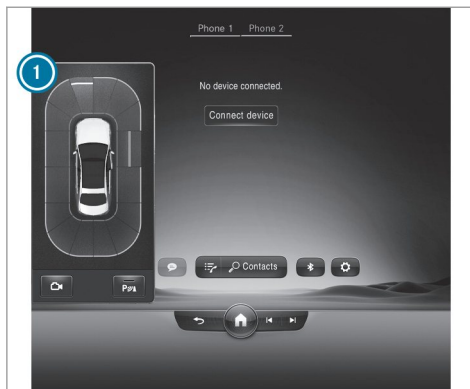 Phone 1 Phone 2
1
No device connected.
Connect device
Contacts
P